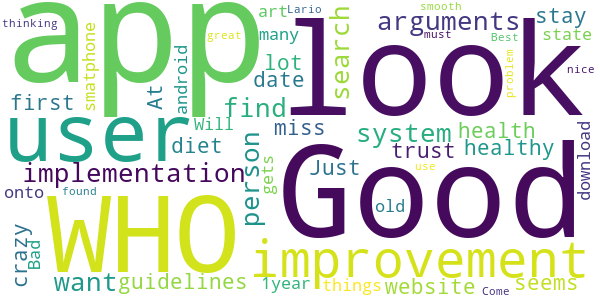 app
look
Good
WHO
user
improvement
implementation
thinking
art
Lario
smooth
great
many
must
Best
arguments
stay
state
nice
problem
search
lot
date
android
At
smatphone
first
find
Will
diet
miss
system
health
trust
healthy
download
person
Just
gets
onto
found
old
use
crazy
Bad
want
guidelines
1year
things
website
Come
seems